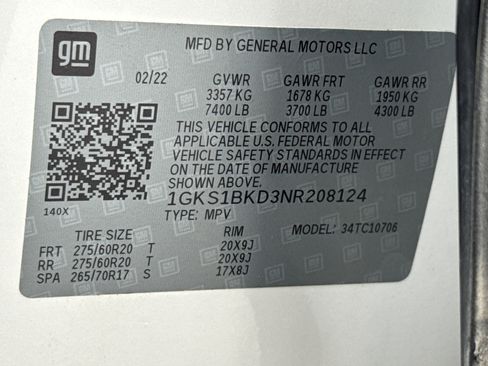 gm
MFD BY GENERAL MOTORS LLC
02/22 GVWR GAWR FRT GAWR RR
3357 KG 1678 KG 1950 KG
7400 LB 3700 LB 4300 LB
THIS VEHICLE CONFORMS TO ALL
APPLICABLE U.S. FEDERAL MOTOR
VEHICLE SAFETY STANDARDS IN EFFECT
ON THE DATE OF MANUFACTURE
SHOWN ABOVE.
140X
1GKS1BKD3NR208124
TYPE: MPV MODEL: 34TC10706
TIRE SIZE RIM
FRT 275/60R20 T 20X9J
RR 275/60R20 T 20X9J
SPA 265/70R17 S 17X8J